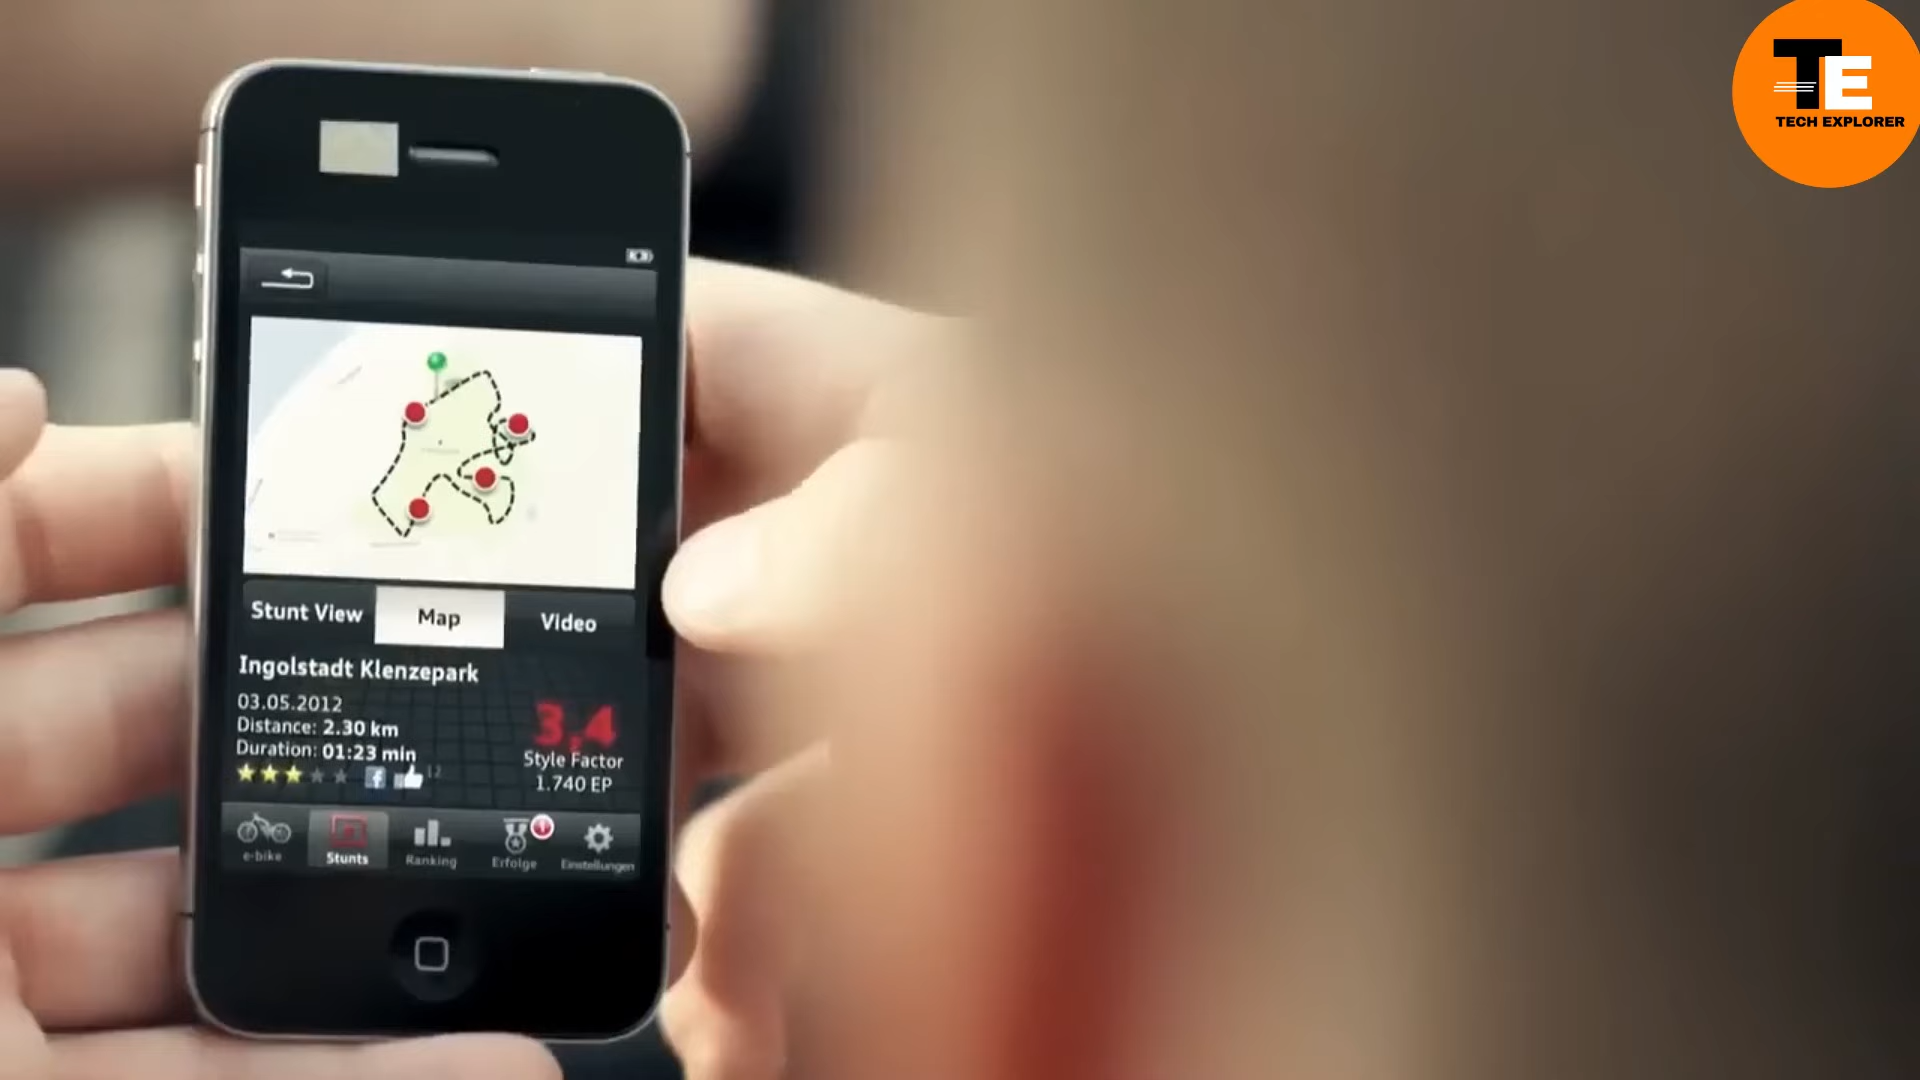 TE
TECH EXPLORER
Stunt View Map Video
Ingolstadt Klenzepark
03.05.2012
Distance: 2.30 km
Duration: 01:23 min
12
3,4
Style Factor
1.740 EP
e-bike Stunts Ranking Erfolge Einstellungen